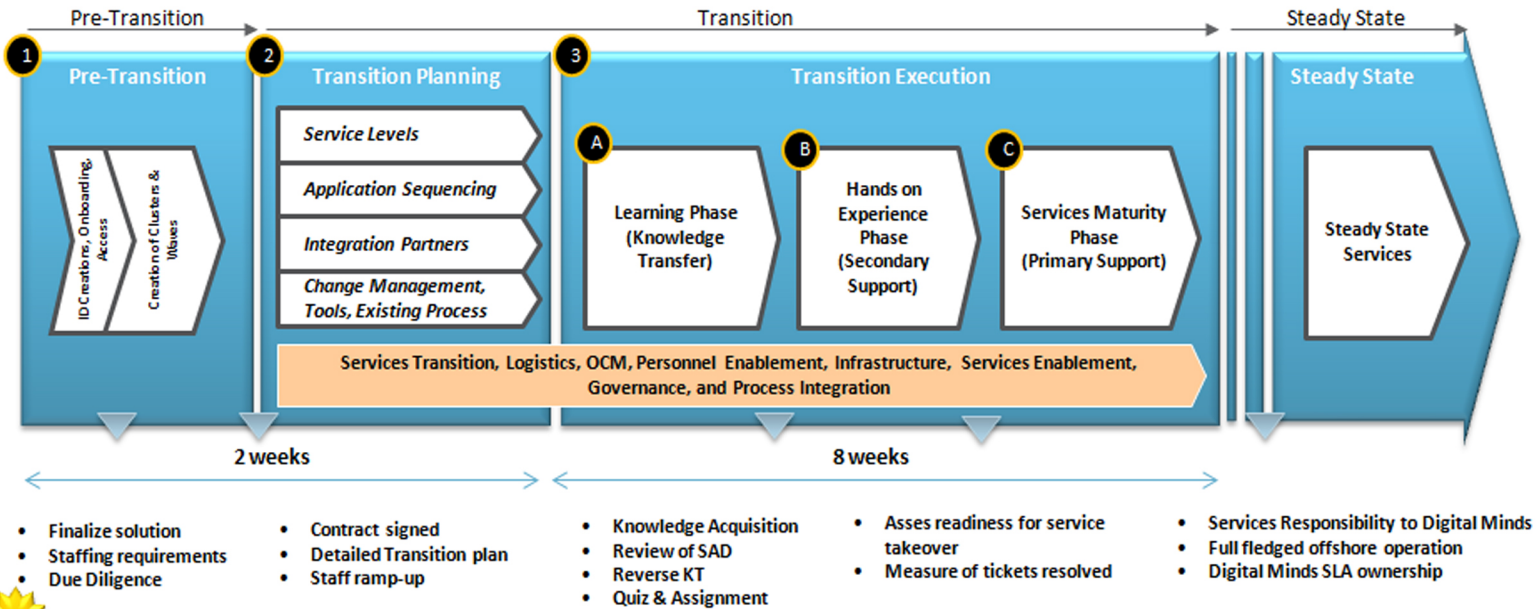 Pre-Transition
Transition
Steady State
1
Pre-Transition
2
Transition Planning
3
Transition Execution
Steady State
ID Creations, Onboarding,
Access
Creation of Clusters &
Waves
Service Levels
Application Sequencing
Integration Partners
Change Management,
Tools, Existing Process
A
Learning Phase
(Knowledge
Transfer)
B
Hands on
Experience
Phase
(Secondary
Support)
C
Services Maturity
Phase
(Primary Support)
Steady State
Services
Services Transition, Logistics, OCM, Personnel Enablement, Infrastructure, Services Enablement,
Governance, and Process Integration
2 weeks
8 weeks
• Finalize solution
• Staffing requirements
• Due Diligence
• Contract signed
• Detailed Transition plan
• Staff ramp-up
• Knowledge Acquisition
• Review of SAD
• Reverse KT
• Quiz & Assignment
• Asses readiness for service
takeover
• Measure of tickets resolved
• Services Responsibility to Digital Minds
• Full fledged offshore operation
• Digital Minds SLA ownership